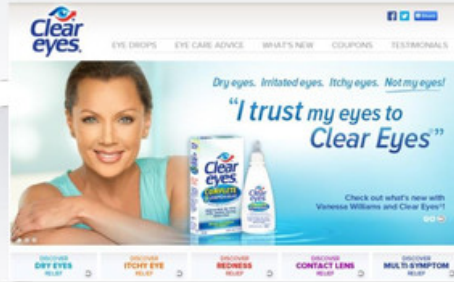 Clear
eyes.
Share
EYE DROPS EYE CARE ADVICE WHAT'S NEW COUPONS TESTIMONIALS
Dry eyes. Irritated eyes. Itchy eyes. Not my eyes!
"I trust my eyes to
Clear Eyes®"
Clear
eyes.
COMPLETE
Clear
eyes
Check out what's new with
Vanessa Williams and Clear Eyes®!
GO
DISCOVER
DRY EYES
RELIEF
DISCOVER
ITCHY EYE
RELIEF
DISCOVER
REDNESS
RELIEF
DISCOVER
CONTACT LENS
RELIEF
DISCOVER
MULTI-SYMPTOM
RELIEF